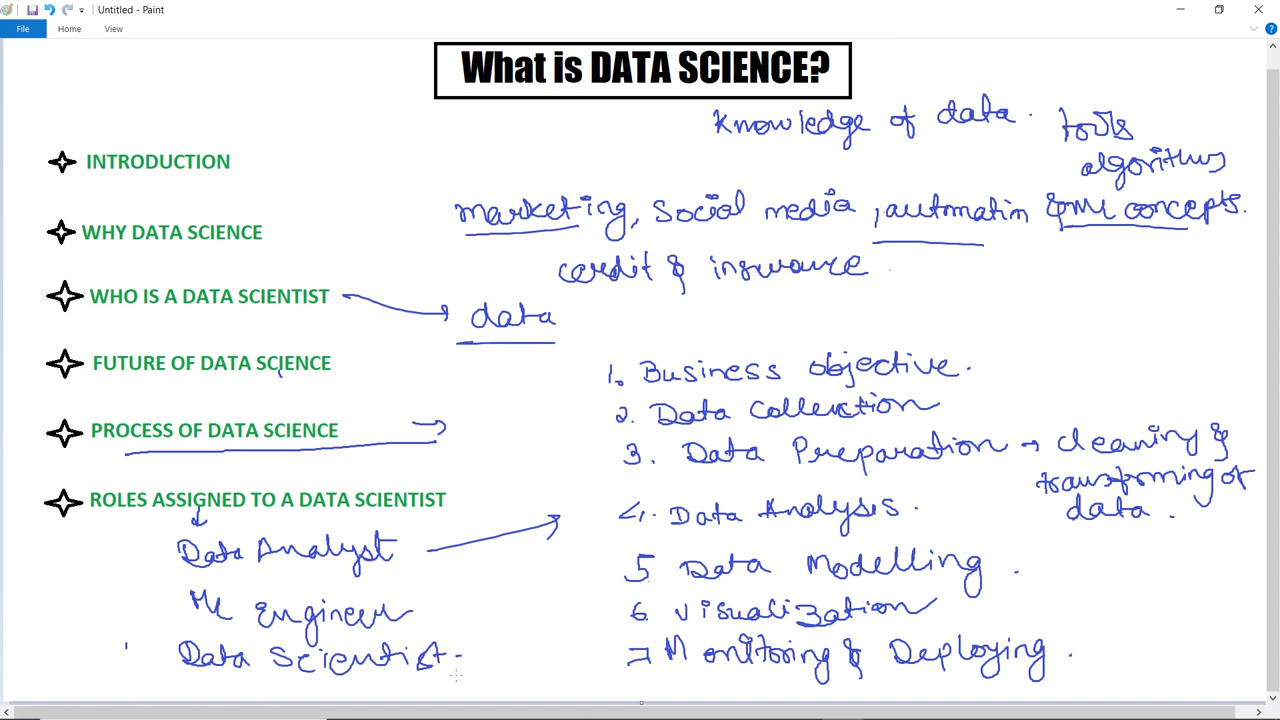 Untitled - Paint
File Home View
What is DATA SCIENCE?
Knowledge of data. tools
algorithms
INTRODUCTION
marketing, social media, automatin & ML concepts.
WHY DATA SCIENCE
credit & insurance
WHO IS A DATA SCIENTIST
data
FUTURE OF DATA SCIENCE
1. Business objective.
2. Data Collection
PROCESS OF DATA SCIENCE
3. Data Preparation → cleaning &
transforming of
data.
ROLES ASSIGNED TO A DATA SCIENTIST
4. Data Analysis.
Data Analyst
5 Data Modelling.
ML Engineer
6 Visualization
Data Scientist.
7 Monitoring & Deploying.